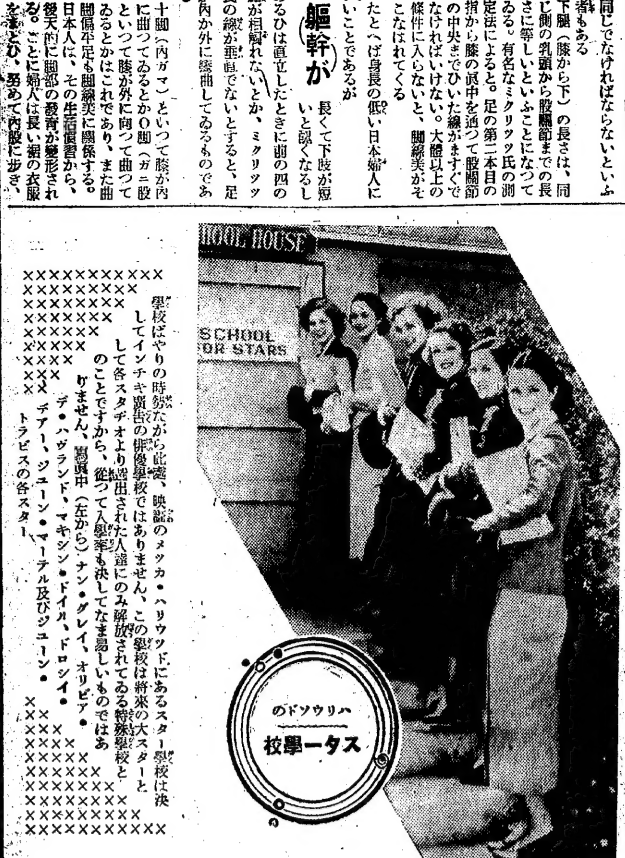 同じでなければならないといふ
者もある
下腿（膝から下）の長さは、同
じ側の乳頭から股關節までの長
さに等しいといふことになつて
ゐる。有名なミクリツツ氏の測
定法によると。足の第二本目の
指から膝の眞中を通つて股關節
の中央までひいた線がまつすぐで
なければいけない。大體以上の
條件に入らないと、脚線美がそ
こなはれてくる
たとへば身長の低い日本婦人に
いことであるが
軀幹が
長くて下肢が短
いと認くなるし
るひは直立したときに前の四の
が相觸れないとか、ミクリツツ
の線が垂直でないとすると、足
内か外に彎曲してゐるものであ
十脚（内ガマ）といつて膝が内
に曲つてゐるとかO脚（ガニ股
といつて膝が外に向つて曲つて
ゐるとかはこれであり、また曲
脚偏平足も脚線美に關係する。
日本人は、その生活慣習から、
後天的に脚部の發育が變形され
る。ことに婦人は長い裾の衣服
をまとひ、努めて内股に歩き、
HOOL HOUSE
SCHOOL
FOR STARS
ハリウソドの
スター學校
學校ばやりの時勢ながら此處、映畫のメツカ・ハリウツドにあるスター學校は決
してインチキ廣告の俳優學校ではありません、この學校は將來の大スターと
して各スタヂオより選出された人達にのみ解放されてゐる特殊學校と
のことですから、從つて入學率も決してなま易しいものではあ
りません、寫眞中（左から）ナン・グレイ、オリビア・
デ・ハヴランド、マキシン・ドイル、ドロシイ・
デアー、ジユーン・マーテル及びジユーン・
トラビスの各スター